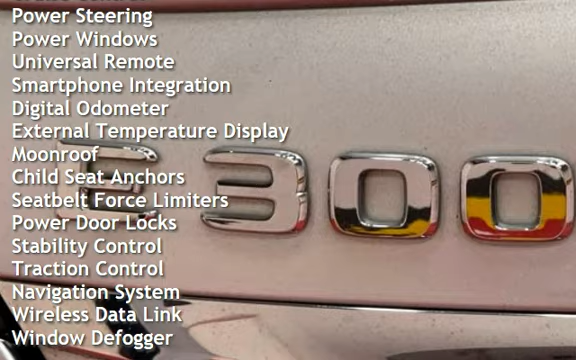 Power Steering
Power Windows
Universal Remote
Smartphone Integration
Digital Odometer
External Temperature Display
Moonroof
Child Seat Anchors
Seatbelt Force Limiters
Power Door Locks
Stability Control
Traction Control
Navigation System
Wireless Data Link
Window Defogger
E 300